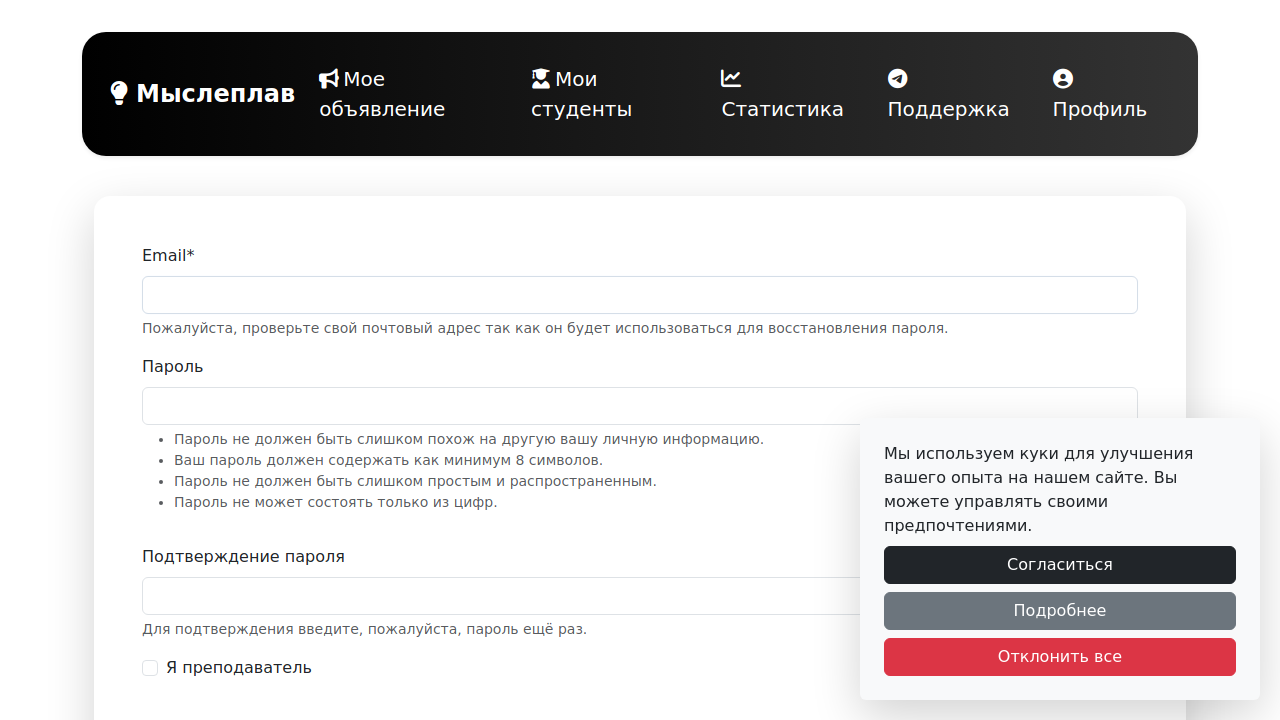 Мыслеплав
Мое
объявление
Мои
студенты
Статистика
Поддержка
Профиль
Email*
Пожалуйста, проверьте свой почтовый адрес так как он будет использоваться для восстановления пароля.
Пароль
Пароль не должен быть слишком похож на другую вашу личную информацию.
Ваш пароль должен содержать как минимум 8 символов.
Пароль не должен быть слишком простым и распространенным.
Пароль не может состоять только из цифр.
Подтверждение пароля
Для подтверждения введите, пожалуйста, пароль ещё раз.
Я преподаватель
Мы используем куки для улучшения
вашего опыта на нашем сайте. Вы
можете управлять своими
предпочтениями.
Согласиться
Подробнее
Отклонить все